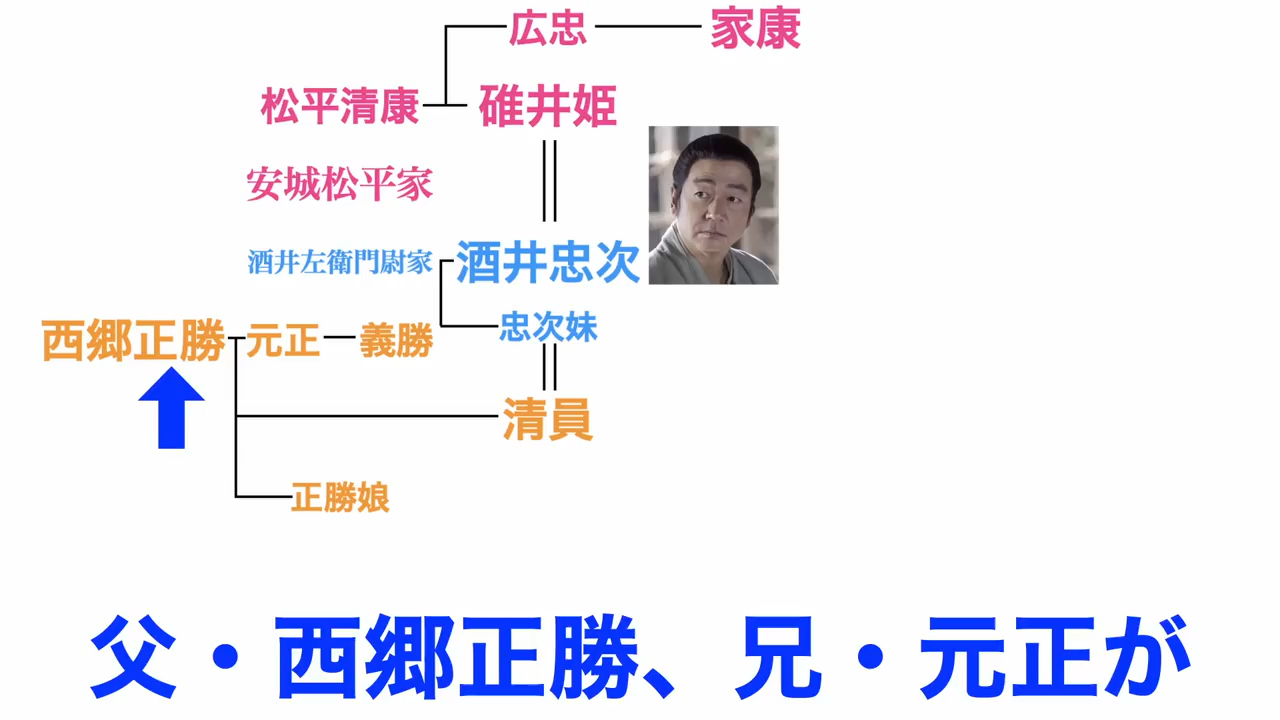 広忠 家康
松平清康 碓井姫
安城松平家
酒井左衛門尉家 酒井忠次
忠次妹
西郷正勝 元正 義勝
清員
正勝娘
父・西郷正勝、兄・元正が